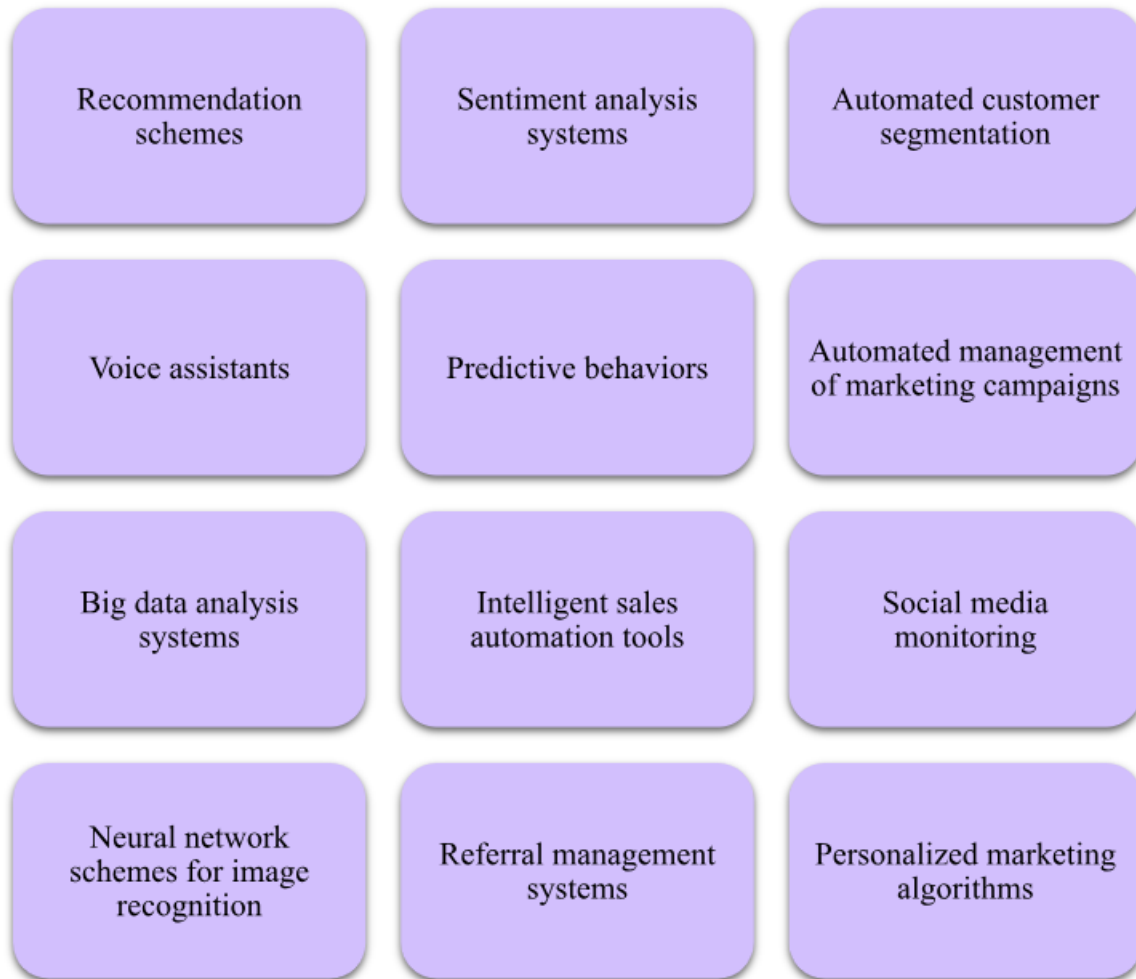 Recommendation
schemes
Sentiment analysis
systems
Automated customer
segmentation
Voice assistants
Predictive behaviors
Automated management
of marketing campaigns
Big data analysis
systems
Intelligent sales
automation tools
Social media
monitoring
Neural network
schemes for image
recognition
Referral management
systems
Personalized marketing
algorithms